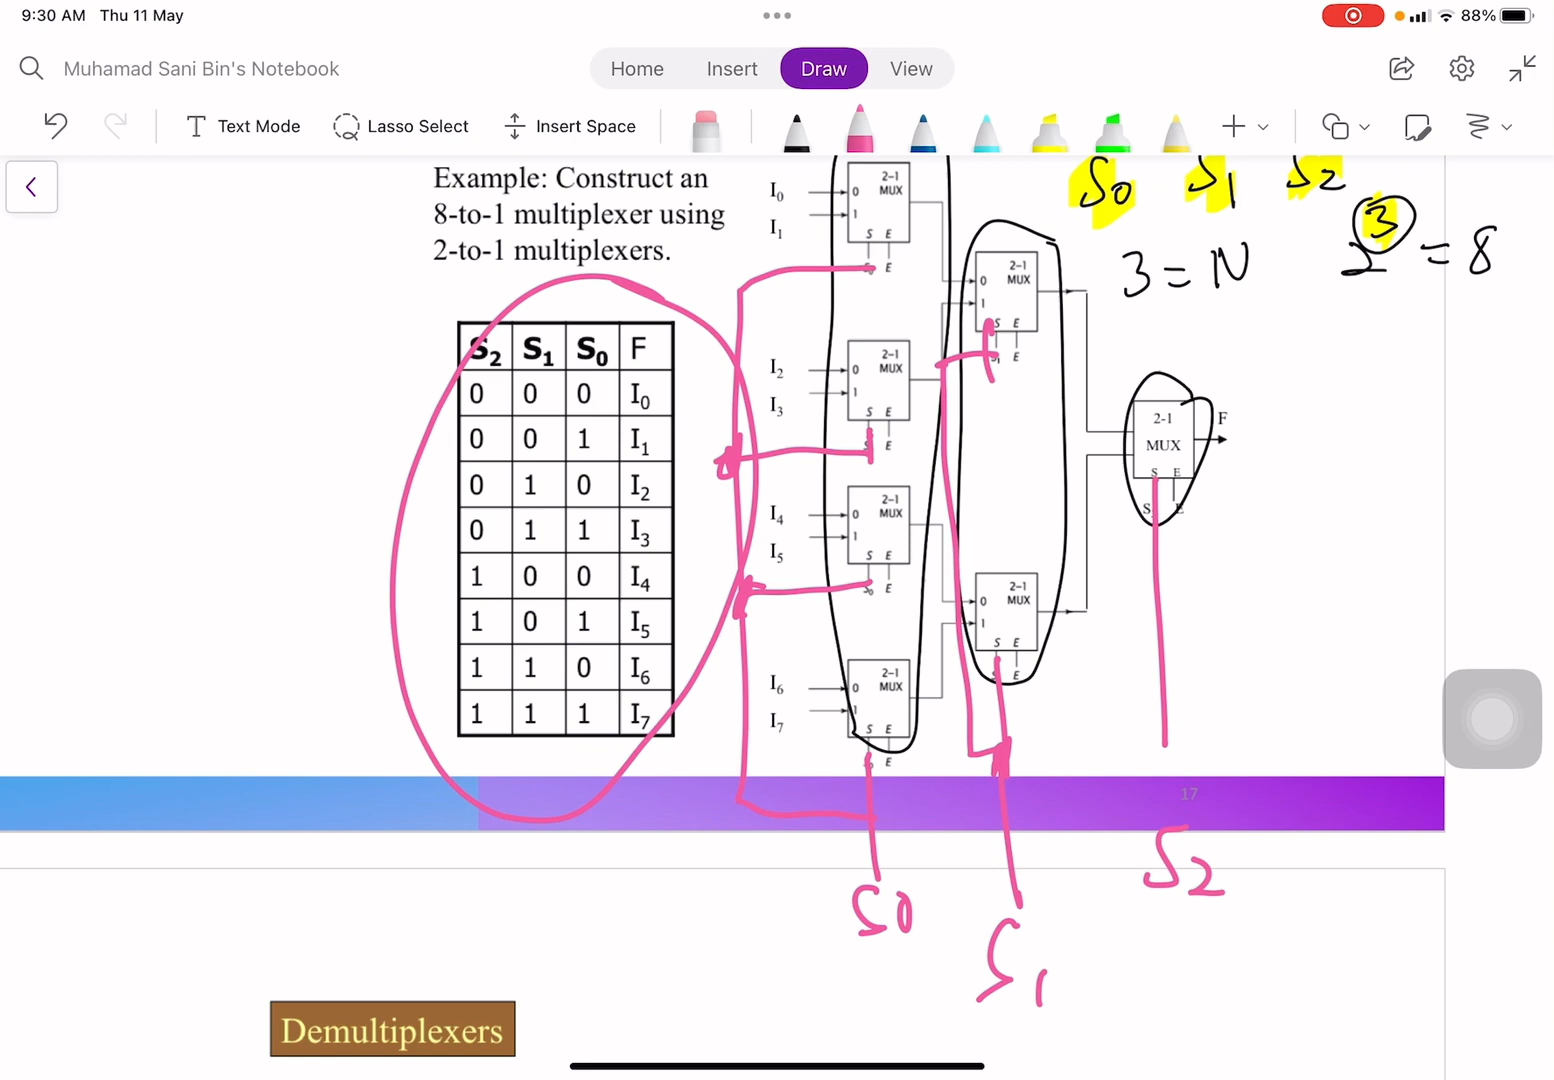 9:30 AM Thu 11 May
88%
Muhamad Sani Bin's Notebook
Home Insert Draw View
Text Mode Lasso Select Insert Space
Example: Construct an
8-to-1 multiplexer using
2-to-1 multiplexers.
S₂ S₁ S₀ F
0 0 0 I₀
0 0 1 I₁
0 1 0 I₂
0 1 1 I₃
1 0 0 I₄
1 0 1 I₅
1 1 0 I₆
1 1 1 I₇
I₀
I₁
0
1
2-1
MUX
S E
E
I₂
I₃
0
1
2-1
MUX
S E
E
I₄
I₅
0
1
2-1
MUX
S E
S₀ E
I₆
I₇
0
1
2-1
MUX
S E
E
0
1
2-1
MUX
S E
S₁ E
0
1
2-1
MUX
S E
E
2-1
MUX
S E
S E
F
S0 S1 S2
3 = N
2³ = 8
17
S0
S1
S2
Demultiplexers